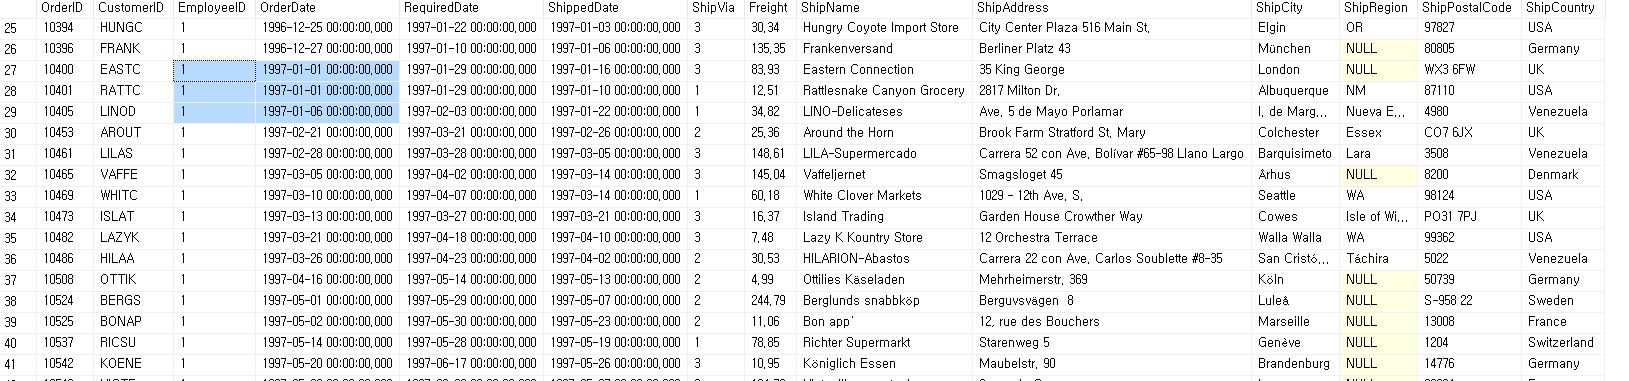 OrderID CustomerID EmployeeID OrderDate RequiredDate ShippedDate ShipVia Freight ShipName ShipAddress ShipCity ShipRegion ShipPostalCode ShipCountry
25 10394 HUNGC 1 1996-12-25 00:00:00,000 1997-01-22 00:00:00,000 1997-01-03 00:00:00,000 3 30,34 Hungry Coyote Import Store City Center Plaza 516 Main St, Elgin OR 97827 USA
26 10396 FRANK 1 1996-12-27 00:00:00,000 1997-01-10 00:00:00,000 1997-01-06 00:00:00,000 3 135,35 Frankenversand Berliner Platz 43 München NULL 80805 Germany
27 10400 EASTC 1 1997-01-01 00:00:00,000 1997-01-29 00:00:00,000 1997-01-16 00:00:00,000 3 83,93 Eastern Connection 35 King George London NULL WX3 6FW UK
28 10401 RATTC 1 1997-01-01 00:00:00,000 1997-01-29 00:00:00,000 1997-01-10 00:00:00,000 1 12,51 Rattlesnake Canyon Grocery 2817 Milton Dr, Albuquerque NM 87110 USA
29 10405 LINOD 1 1997-01-06 00:00:00,000 1997-02-03 00:00:00,000 1997-01-22 00:00:00,000 1 34,82 LINO-Delicateses Ave, 5 de Mayo Porlamar I, de Marg,,, Nueva E,,, 4980 Venezuela
30 10453 AROUT 1 1997-02-21 00:00:00,000 1997-03-21 00:00:00,000 1997-02-26 00:00:00,000 2 25,36 Around the Horn Brook Farm Stratford St, Mary Colchester Essex CO7 6JX UK
31 10461 LILAS 1 1997-02-28 00:00:00,000 1997-03-28 00:00:00,000 1997-03-05 00:00:00,000 3 148,61 LILA-Supermercado Carrera 52 con Ave, Bolívar #65-98 Llano Largo Barquisimeto Lara 3508 Venezuela
32 10465 VAFFE 1 1997-03-05 00:00:00,000 1997-04-02 00:00:00,000 1997-03-14 00:00:00,000 3 145,04 Vaffeljernet Smagsloget 45 Århus NULL 8200 Denmark
33 10469 WHITC 1 1997-03-10 00:00:00,000 1997-04-07 00:00:00,000 1997-03-14 00:00:00,000 1 60,18 White Clover Markets 1029 - 12th Ave, S, Seattle WA 98124 USA
34 10473 ISLAT 1 1997-03-13 00:00:00,000 1997-03-27 00:00:00,000 1997-03-21 00:00:00,000 3 16,37 Island Trading Garden House Crowther Way Cowes Isle of Wi,,, PO31 7PJ UK
35 10482 LAZYK 1 1997-03-21 00:00:00,000 1997-04-18 00:00:00,000 1997-04-10 00:00:00,000 3 7,48 Lazy K Kountry Store 12 Orchestra Terrace Walla Walla WA 99362 USA
36 10486 HILAA 1 1997-03-26 00:00:00,000 1997-04-23 00:00:00,000 1997-04-02 00:00:00,000 2 30,53 HILARION-Abastos Carrera 22 con Ave, Carlos Soublette #8-35 San Cristó,,, Táchira 5022 Venezuela
37 10508 OTTIK 1 1997-04-16 00:00:00,000 1997-05-14 00:00:00,000 1997-05-13 00:00:00,000 2 4,99 Ottilies Käseladen Mehrheimerstr, 369 Köln NULL 50739 Germany
38 10524 BERGS 1 1997-05-01 00:00:00,000 1997-05-29 00:00:00,000 1997-05-07 00:00:00,000 2 244,79 Berglunds snabbköp Berguvsvägen 8 Luleå NULL S-958 22 Sweden
39 10525 BONAP 1 1997-05-02 00:00:00,000 1997-05-30 00:00:00,000 1997-05-23 00:00:00,000 2 11,06 Bon app' 12, rue des Bouchers Marseille NULL 13008 France
40 10537 RICSU 1 1997-05-14 00:00:00,000 1997-05-28 00:00:00,000 1997-05-19 00:00:00,000 1 78,85 Richter Supermarkt Starenweg 5 Genève NULL 1204 Switzerland
41 10542 KOENE 1 1997-05-20 00:00:00,000 1997-06-17 00:00:00,000 1997-05-26 00:00:00,000 3 10,95 Königlich Essen Maubelstr, 90 Brandenburg NULL 14776 Germany